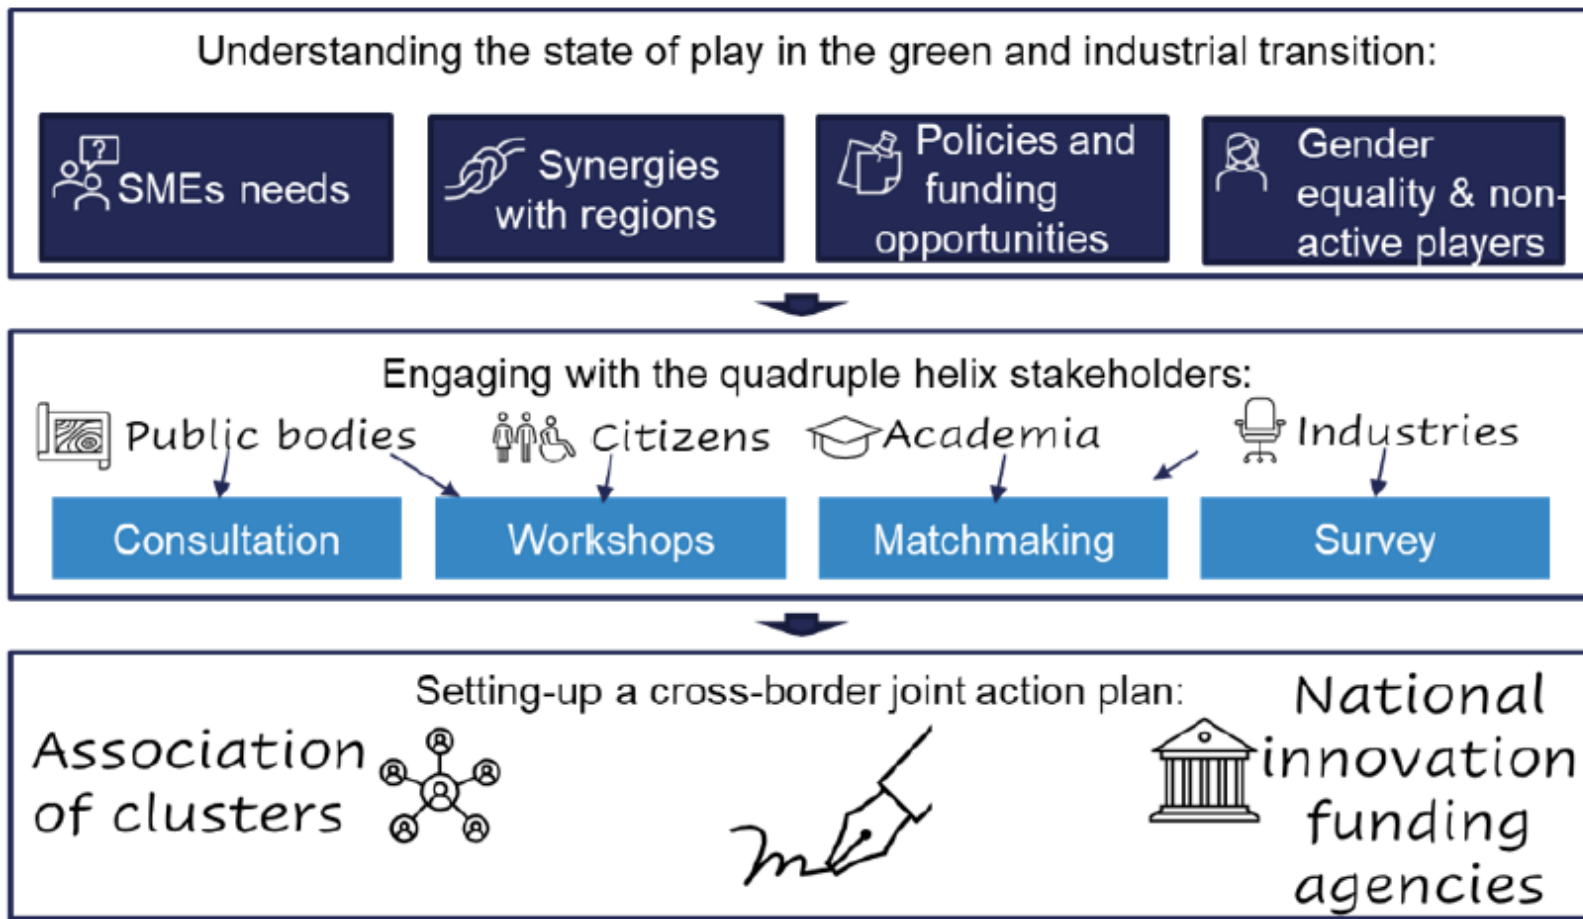 Understanding the state of play in the green and industrial transition:
?
SMEs needs
Synergies
with regions
Policies and
funding
opportunities
Gender
equality & non-
active players
Engaging with the quadruple helix stakeholders:
Public bodies
Citizens
Academia
Industries
Consultation
Workshops
Matchmaking
Survey
Setting-up a cross-border joint action plan:
Association
of clusters
National
innovation
funding
agencies